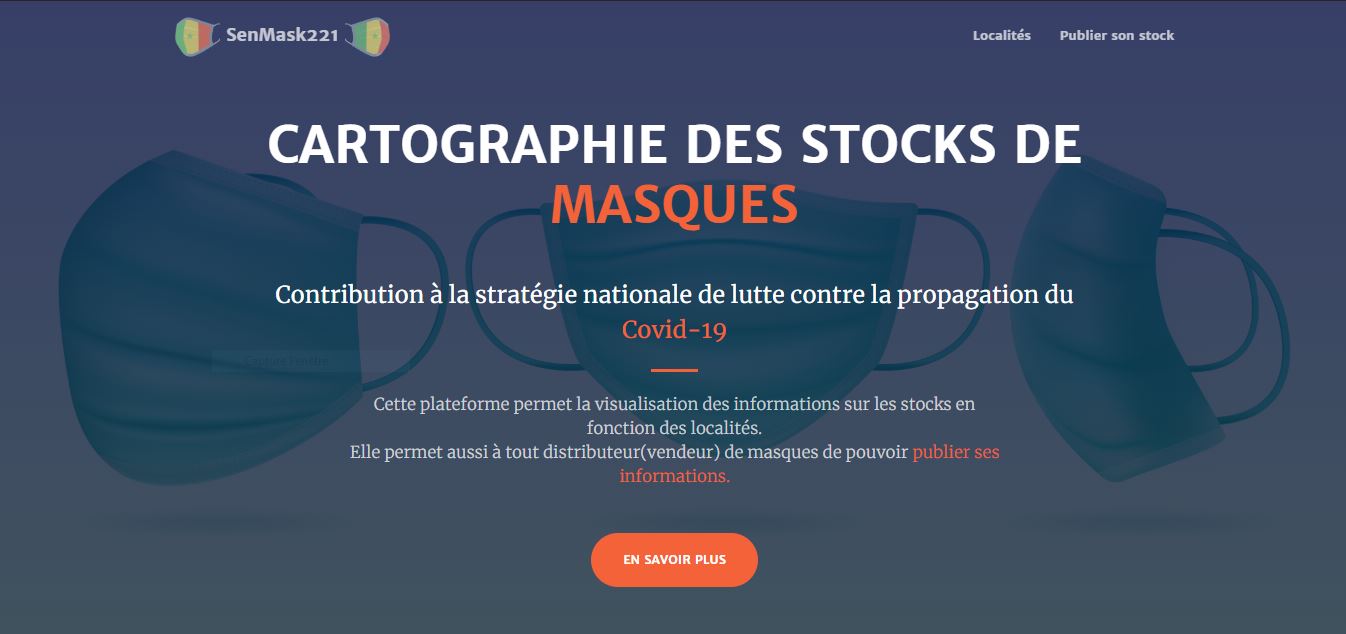 SenMask221
Localités
Publier son stock
CARTOGRAPHIE DES STOCKS DE
MASQUES
Contribution à la stratégie nationale de lutte contre la propagation du
Covid-19
Capture Fenêtre
Cette plateforme permet la visualisation des informations sur les stocks en
fonction des localités.
Elle permet aussi à tout distributeur(vendeur) de masques de pouvoir publier ses
informations.
EN SAVOIR PLUS